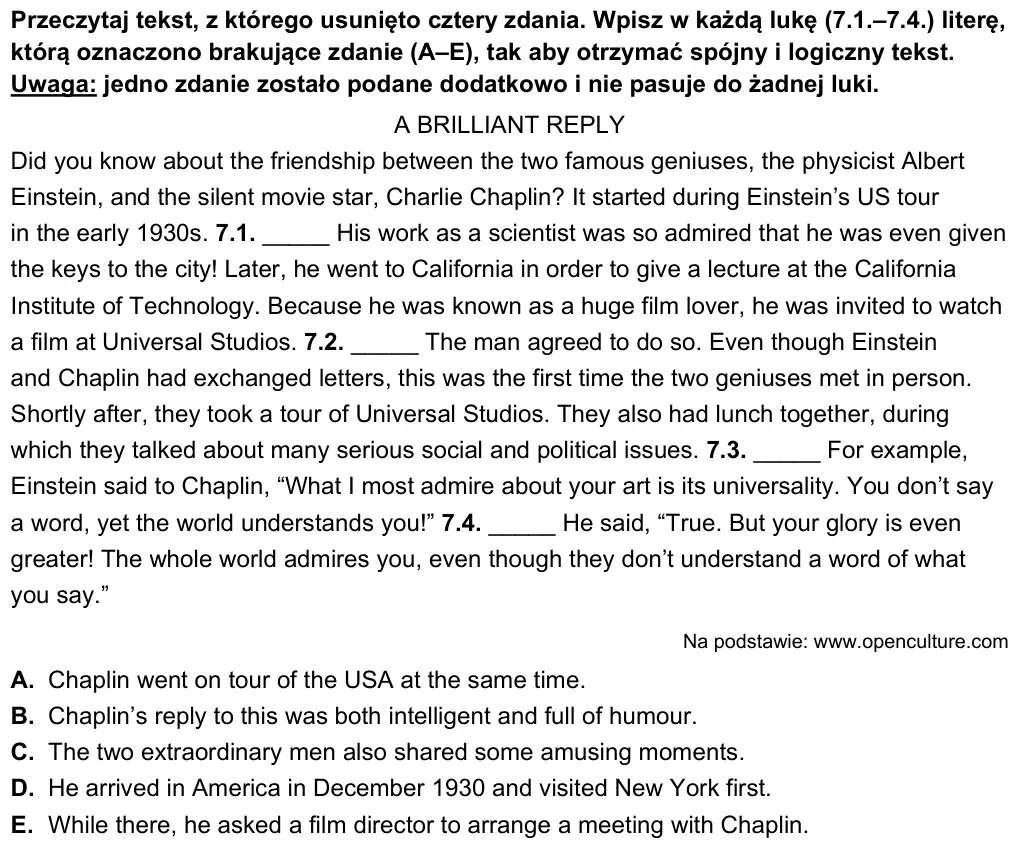 Przeczytaj tekst, z którego usunięto cztery zdania. Wpisz w każdą lukę (7.1.–7.4.) literę,
którą oznaczono brakujące zdanie (A–E), tak aby otrzymać spójny i logiczny tekst.
Uwaga: jedno zdanie zostało podane dodatkowo i nie pasuje do żadnej luki.
A BRILLIANT REPLY
Did you know about the friendship between the two famous geniuses, the physicist Albert
Einstein, and the silent movie star, Charlie Chaplin? It started during Einstein’s US tour
in the early 1930s. 7.1. _____ His work as a scientist was so admired that he was even given
the keys to the city! Later, he went to California in order to give a lecture at the California
Institute of Technology. Because he was known as a huge film lover, he was invited to watch
a film at Universal Studios. 7.2. _____ The man agreed to do so. Even though Einstein
and Chaplin had exchanged letters, this was the first time the two geniuses met in person.
Shortly after, they took a tour of Universal Studios. They also had lunch together, during
which they talked about many serious social and political issues. 7.3. _____ For example,
Einstein said to Chaplin, “What I most admire about your art is its universality. You don’t say
a word, yet the world understands you!” 7.4. _____ He said, “True. But your glory is even
greater! The whole world admires you, even though they don’t understand a word of what
you say.”
Na podstawie: www.openculture.com
A. Chaplin went on tour of the USA at the same time.
B. Chaplin’s reply to this was both intelligent and full of humour.
C. The two extraordinary men also shared some amusing moments.
D. He arrived in America in December 1930 and visited New York first.
E. While there, he asked a film director to arrange a meeting with Chaplin.